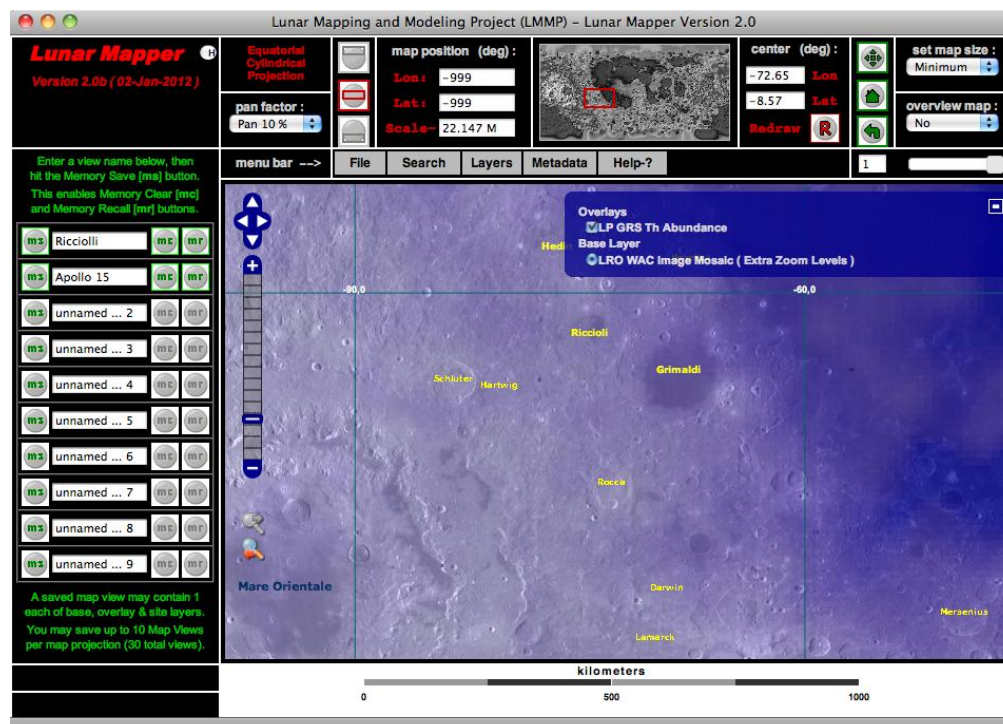 Lunar Mapping and Modeling Project (LMMP) – Lunar Mapper Version 2.0
Lunar Mapper
H
Version 2.0b ( 02-Jan-2012 )
Equatorial
Cylindrical
Projection
pan factor :
Pan 10 %
map position (deg) :
Lon: -999
Lat: -999
Scale~ 22.147 M
center (deg) :
-72.65 Lon
-8.57 Lat
Redraw R
set map size :
Minimum
overview map :
No
menu bar -->
File
Search
Layers
Metadata
Help-?
1
Enter a view name below, then
hit the Memory Save [ms] button.
This enables Memory Clear [mc]
and Memory Recall [mr] buttons.
ms Ricciolli mc mr
ms Apollo 15 mc mr
ms unnamed ... 2 mc mr
ms unnamed ... 3 mc mr
ms unnamed ... 4 mc mr
ms unnamed ... 5 mc mr
ms unnamed ... 6 mc mr
ms unnamed ... 7 mc mr
ms unnamed ... 8 mc mr
ms unnamed ... 9 mc mr
A saved map view may contain 1
each of base, overlay & site layers.
You may save up to 10 Map Views
per map projection (30 total views).
Overlays
LP GRS Th Abundance
Base Layer
LRO WAC Image Mosaic ( Extra Zoom Levels )
-90,0
-60,0
Riccioli
Grimaldi
Schluter
Hartwig
Rocca
Mare Orientale
Darwin
Mersenius
Lamarck
kilometers
0
500
1000